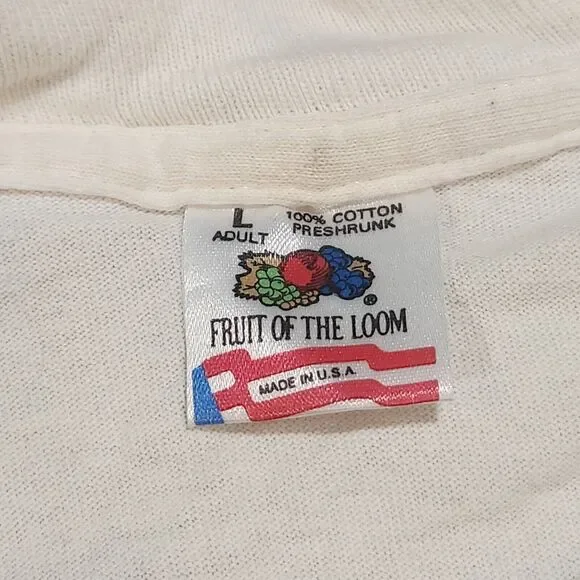 L 100% COTTON
ADULT PRESHRUNK
®
FRUIT OF THE LOOM
MADE IN U.S.A.